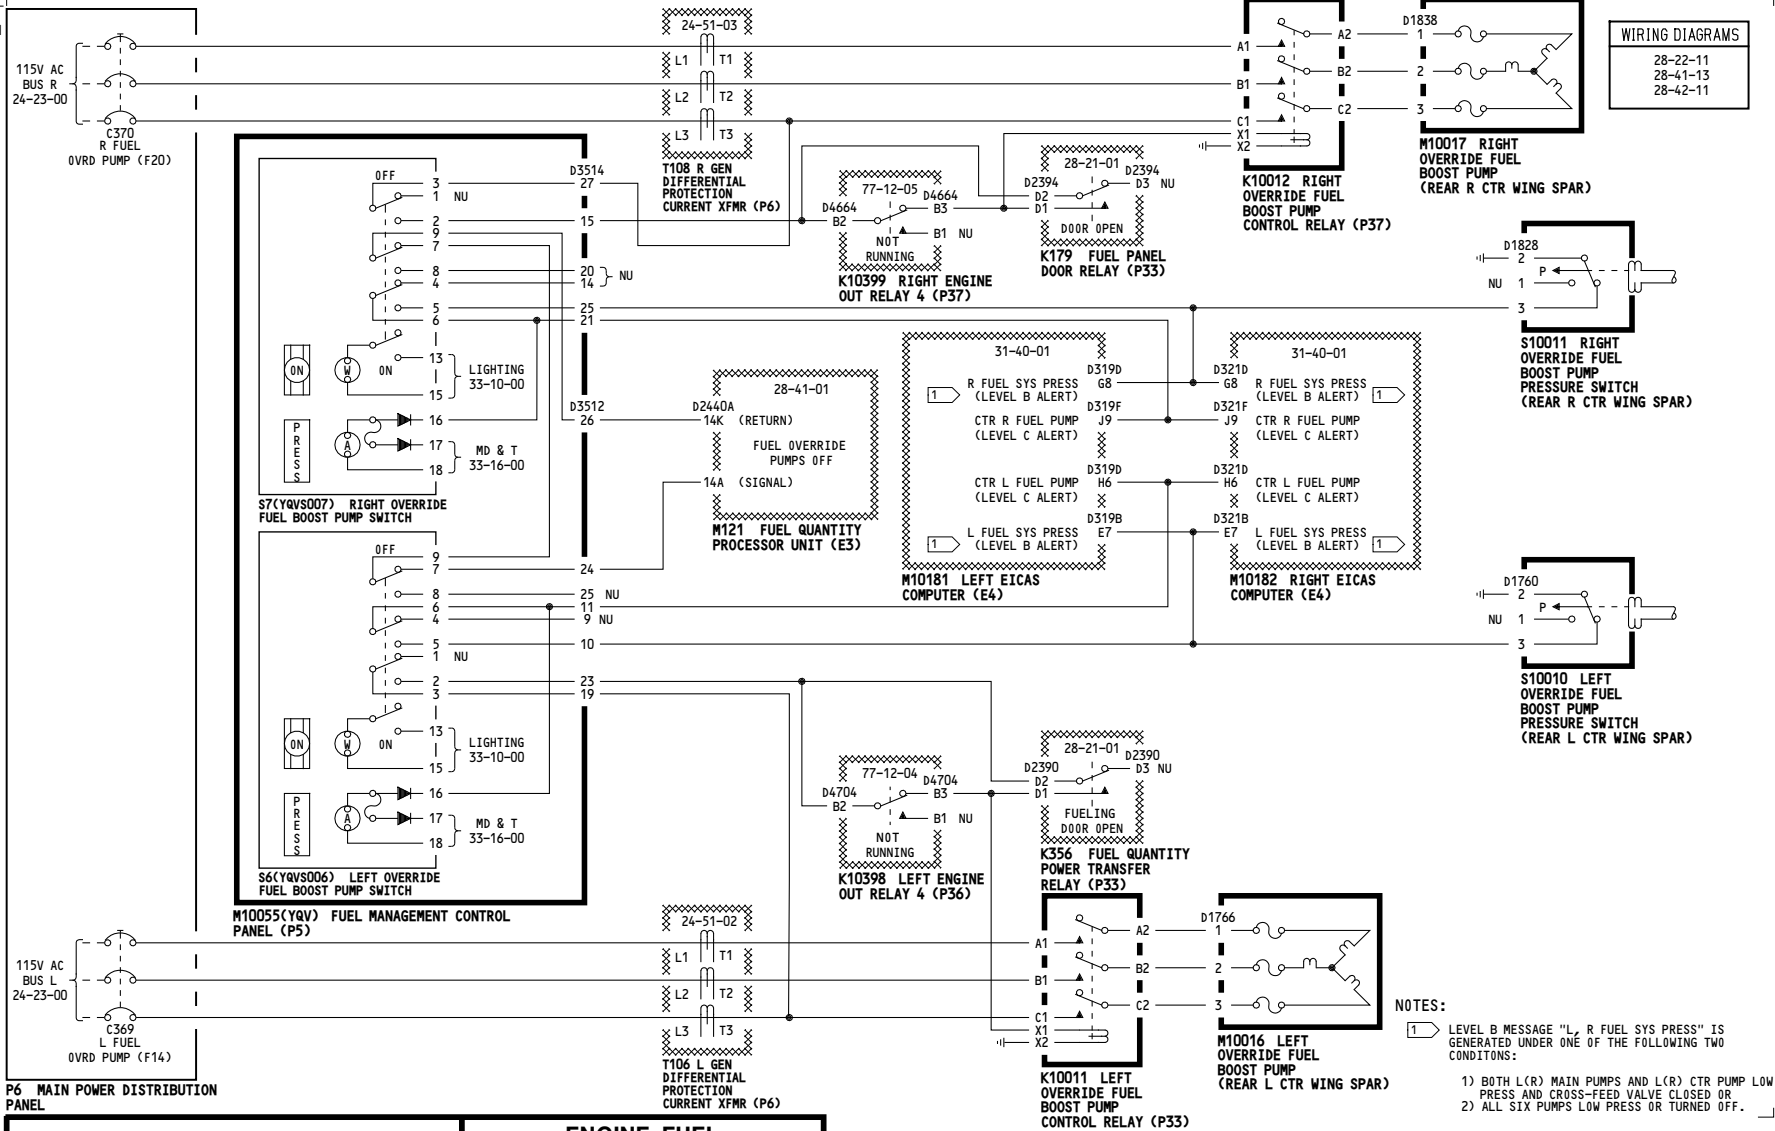 115V AC
BUS R
24-23-00
C370
R FUEL
OVRD PUMP (F20)
24-51-03
L1 T1
L2 T2
L3 T3
T108 R GEN
DIFFERENTIAL
PROTECTION
CURRENT XFMR (P6)
A1 A2
B1 B2
C1 C2
X1
X2
K10012 RIGHT
OVERRIDE FUEL
BOOST PUMP
CONTROL RELAY (P37)
D1838
1
2
3
M10017 RIGHT
OVERRIDE FUEL
BOOST PUMP
(REAR R CTR WING SPAR)
WIRING DIAGRAMS
28-22-11
28-41-13
28-42-11
OFF
3
1 NU
2
9
7
8
4
5
6
ON
W
ON
13
15
LIGHTING
33-10-00
PRESS
A
16
17
18
MD & T
33-16-00
S7(YQVS007) RIGHT OVERRIDE
FUEL BOOST PUMP SWITCH
D3514
27
15
20
14
NU
25
21
D3512
26
77-12-05
D4664
B2
D4664
B3
B1 NU
NOT
RUNNING
K10399 RIGHT ENGINE
OUT RELAY 4 (P37)
28-21-01
D2394
D2
D1
D2394
D3 NU
DOOR OPEN
K179 FUEL PANEL
DOOR RELAY (P33)
D1828
2
P
NU 1
3
S10011 RIGHT
OVERRIDE FUEL
BOOST PUMP
PRESSURE SWITCH
(REAR R CTR WING SPAR)
28-41-01
D2440A
14K (RETURN)
FUEL OVERRIDE
PUMPS OFF
14A (SIGNAL)
M121 FUEL QUANTITY
PROCESSOR UNIT (E3)
31-40-01
1
R FUEL SYS PRESS
(LEVEL B ALERT)
D319D
G8
CTR R FUEL PUMP
(LEVEL C ALERT)
D319F
J9
CTR L FUEL PUMP
(LEVEL C ALERT)
D319D
H6
1
L FUEL SYS PRESS
(LEVEL B ALERT)
D319B
E7
M10181 LEFT EICAS
COMPUTER (E4)
31-40-01
D321D
G8
R FUEL SYS PRESS
(LEVEL B ALERT)
1
D321F
J9
CTR R FUEL PUMP
(LEVEL C ALERT)
D321D
H6
CTR L FUEL PUMP
(LEVEL C ALERT)
D321B
E7
L FUEL SYS PRESS
(LEVEL B ALERT)
1
M10182 RIGHT EICAS
COMPUTER (E4)
OFF
9
7
8
6
4
5
1 NU
2
3
ON
W
ON
13
15
LIGHTING
33-10-00
PRESS
A
16
17
18
MD & T
33-16-00
S6(YQVS006) LEFT OVERRIDE
FUEL BOOST PUMP SWITCH
24
25 NU
11
9 NU
10
23
19
M10055(YQV) FUEL MANAGEMENT CONTROL
PANEL (P5)
D1760
2
P
NU 1
3
S10010 LEFT
OVERRIDE FUEL
BOOST PUMP
PRESSURE SWITCH
(REAR L CTR WING SPAR)
77-12-04
D4704
B2
D4704
B3
B1 NU
NOT
RUNNING
K10398 LEFT ENGINE
OUT RELAY 4 (P36)
28-21-01
D2390
D2
D1
D2390
D3 NU
FUELING
DOOR OPEN
K356 FUEL QUANTITY
POWER TRANSFER
RELAY (P33)
115V AC
BUS L
24-23-00
C369
L FUEL
OVRD PUMP (F14)
P6 MAIN POWER DISTRIBUTION
PANEL
24-51-02
L1 T1
L2 T2
L3 T3
T106 L GEN
DIFFERENTIAL
PROTECTION
CURRENT XFMR (P6)
A1 A2
B1 B2
C1 C2
X1
X2
K10011 LEFT
OVERRIDE FUEL
BOOST PUMP
CONTROL RELAY (P33)
D1766
1
2
3
M10016 LEFT
OVERRIDE FUEL
BOOST PUMP
(REAR L CTR WING SPAR)
NOTES:
1 LEVEL B MESSAGE "L, R FUEL SYS PRESS" IS
GENERATED UNDER ONE OF THE FOLLOWING TWO
CONDITONS:
1) BOTH L(R) MAIN PUMPS AND L(R) CTR PUMP LOW
PRESS AND CROSS-FEED VALVE CLOSED OR
2) ALL SIX PUMPS LOW PRESS OR TURNED OFF.
ENGINE FUEL